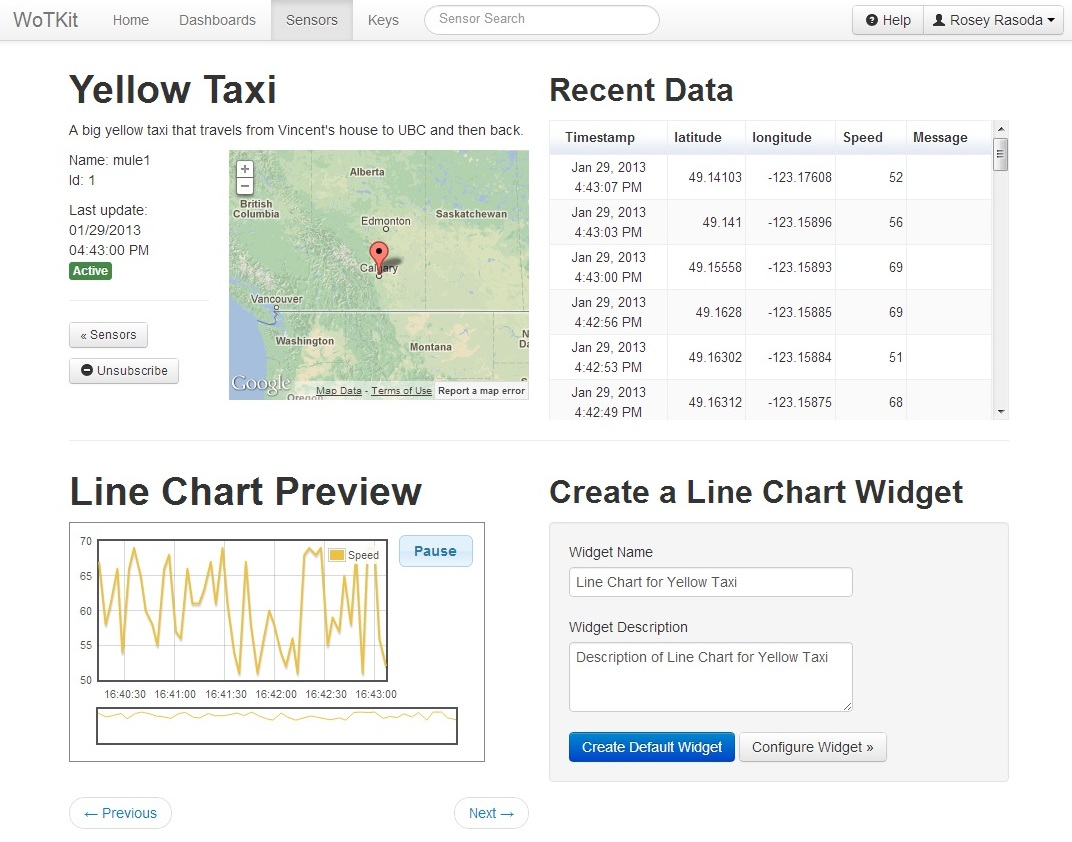 WoTKit Home Dashboards Sensors Keys Sensor Search Help Rosey Rasoda
Yellow Taxi
A big yellow taxi that travels from Vincent's house to UBC and then back.
Name: mule1
Id: 1
Last update:
01/29/2013
04:43:00 PM
Active
« Sensors
Unsubscribe
+
−
Alberta
British
Columbia
Saskatchewan
Edmonton
Calgary
Vancouver
Washington
Montana
Google
Map Data - Terms of Use Report a map error
Recent Data
Timestamp latitude longitude Speed Message
Jan 29, 2013
4:43:07 PM 49.14103 -123.17608 52
Jan 29, 2013
4:43:03 PM 49.141 -123.15896 56
Jan 29, 2013
4:43:00 PM 49.15558 -123.15893 69
Jan 29, 2013
4:42:56 PM 49.1628 -123.15885 69
Jan 29, 2013
4:42:53 PM 49.16302 -123.15884 51
Jan 29, 2013
4:42:49 PM 49.16312 -123.15875 68
Line Chart Preview
70
65
60
55
50
Speed
16:40:30 16:41:00 16:41:30 16:42:00 16:42:30 16:43:00
Pause
← Previous
Next →
Create a Line Chart Widget
Widget Name
Line Chart for Yellow Taxi
Widget Description
Description of Line Chart for Yellow Taxi
Create Default Widget Configure Widget »